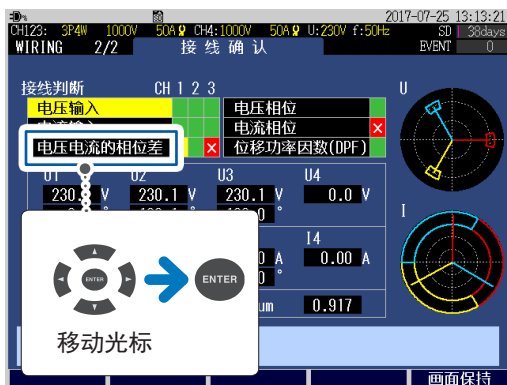 2017-07-25 13:13:21
CH123: 3P4W 1000V 50A CH4:1000V 50A U:230V f:50Hz SD 38days
WIRING 2/2 接线确认 EVENT 0
接线判断 CH 1 2 3 U
电压输入 电压相位
电流相位
电压电流的相位差 位移功率因数(DPF)
U1 U2 U3 U4
230. V 230.1 V 230.1 V 0.0 V
I
I4
A 0.00 A
ENTER ENTER
0.917
移动光标
画面保持